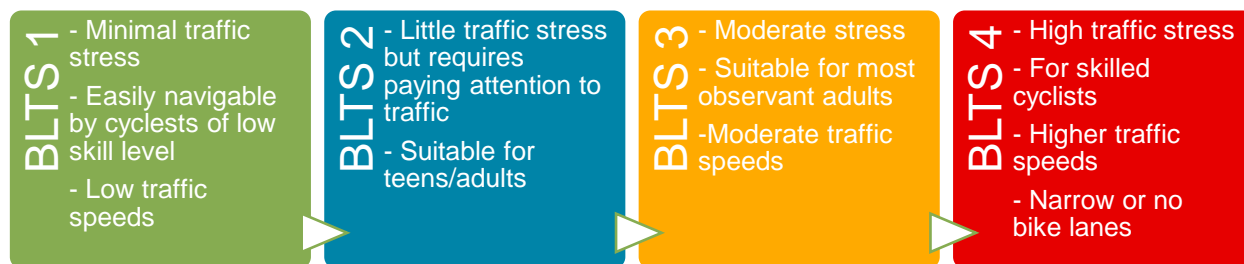 BLTS 1
- Minimal traffic
stress
- Easily navigable
by cyclests of low
skill level
- Low traffic
speeds
BLTS 2
- Little traffic stress
but requires
paying attention to
traffic
- Suitable for
teens/adults
BLTS 3
- Moderate stress
- Suitable for most
observant adults
-Moderate traffic
speeds
BLTS 4
- High traffic stress
- For skilled
cyclists
- Higher traffic
speeds
- Narrow or no
bike lanes